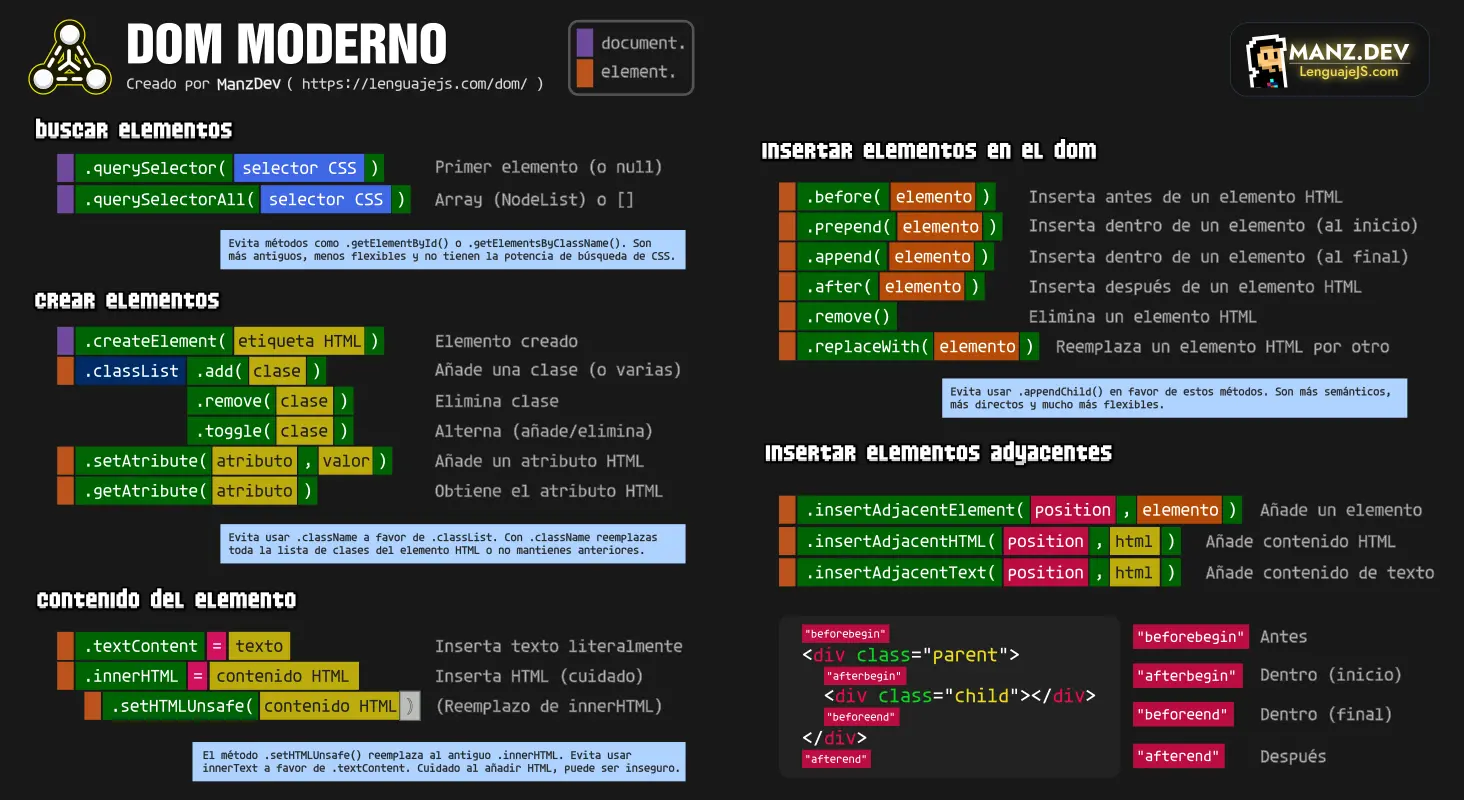 DOM MODERNO
Creado por ManzDev ( https://lenguajejs.com/dom/ )
document.
element.
MANZ.DEV
LenguajeJS.com
buscar elementos
.querySelector( selector CSS ) Primer elemento (o null)
.querySelectorAll( selector CSS ) Array (NodeList) o []
Evita métodos como .getElementById() o .getElementsByClassName(). Son
más antiguos, menos flexibles y no tienen la potencia de búsqueda de CSS.
crear elementos
.createElement( etiqueta HTML ) Elemento creado
.classList .add( clase ) Añade una clase (o varias)
.remove( clase ) Elimina clase
.toggle( clase ) Alterna (añade/elimina)
.setAtribute( atributo , valor ) Añade un atributo HTML
.getAtribute( atributo ) Obtiene el atributo HTML
Evita usar .className a favor de .classList. Con .className reemplazas
toda la lista de clases del elemento HTML o no mantienes anteriores.
contenido del elemento
.textContent = texto Inserta texto literalmente
.innerHTML = contenido HTML Inserta HTML (cuidado)
.setHTMLUnsafe( contenido HTML ) (Reemplazo de innerHTML)
El método .setHTMLUnsafe() reemplaza al antiguo .innerHTML. Evita usar
innerText a favor de .textContent. Cuidado al añadir HTML, puede ser inseguro.
insertar elementos en el dom
.before( elemento ) Inserta antes de un elemento HTML
.prepend( elemento ) Inserta dentro de un elemento (al inicio)
.append( elemento ) Inserta dentro de un elemento (al final)
.after( elemento ) Inserta después de un elemento HTML
.remove() Elimina un elemento HTML
.replaceWith( elemento ) Reemplaza un elemento HTML por otro
Evita usar .appendChild() en favor de estos métodos. Son más semánticos,
más directos y mucho más flexibles.
insertar elementos adyacentes
.insertAdjacentElement( position , elemento ) Añade un elemento
.insertAdjacentHTML( position , html ) Añade contenido HTML
.insertAdjacentText( position , html ) Añade contenido de texto
"beforebegin"
<div class="parent">
"afterbegin"
<div class="child"></div>
"beforeend"
</div>
"afterend"
"beforebegin" Antes
"afterbegin" Dentro (inicio)
"beforeend" Dentro (final)
"afterend" Después